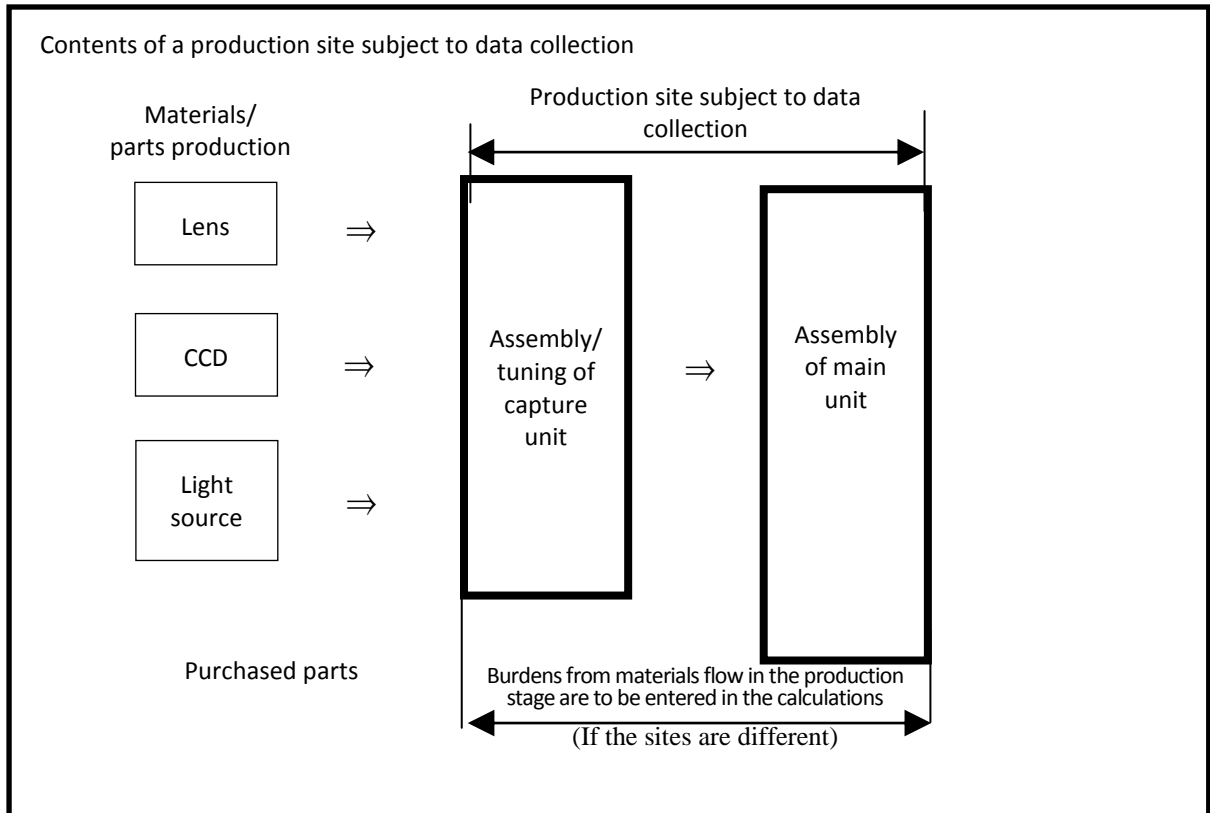 Contents of a production site subject to data collection
Production site subject to data
collection
Materials/
parts production
Lens
⇒
CCD
⇒
Light
source
⇒
Assembly/
tuning of
capture
unit
⇒
Assembly
of main
unit
Purchased parts
Burdens from materials flow in the production
stage are to be entered in the calculations
(If the sites are different)